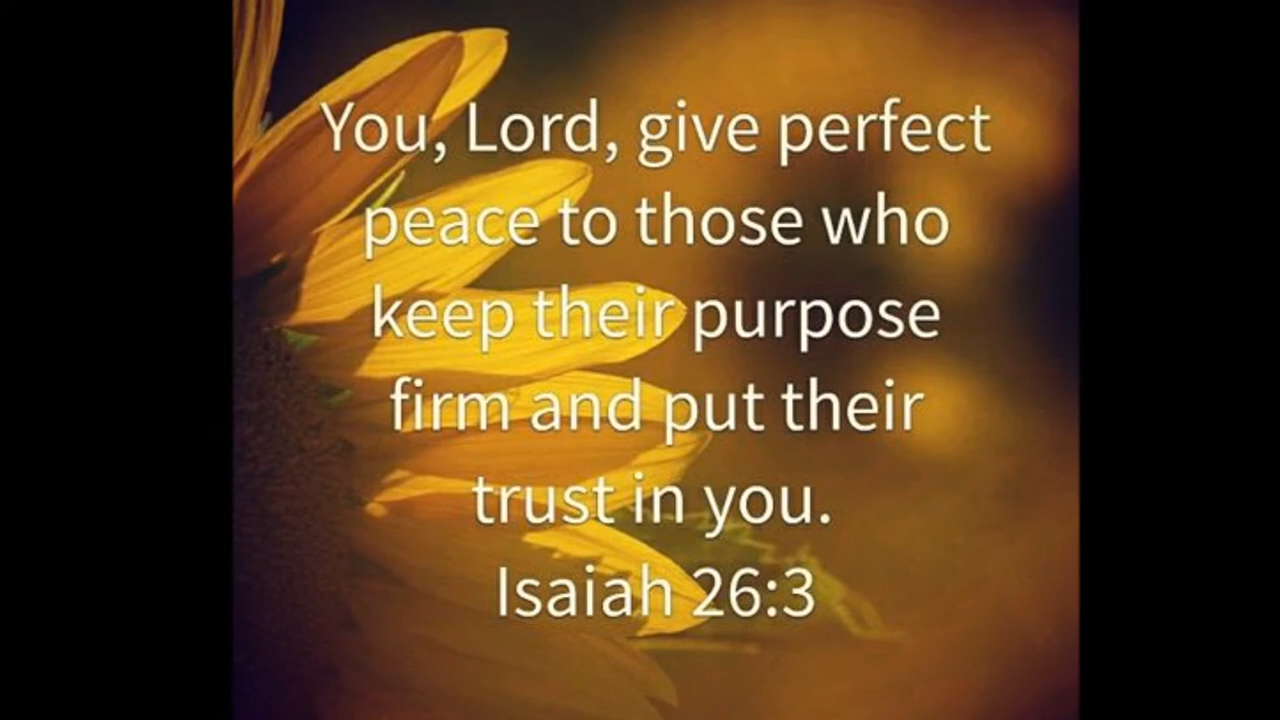 You, Lord, give perfect
peace to those who
keep their purpose
firm and put their
trust in you.
Isaiah 26:3